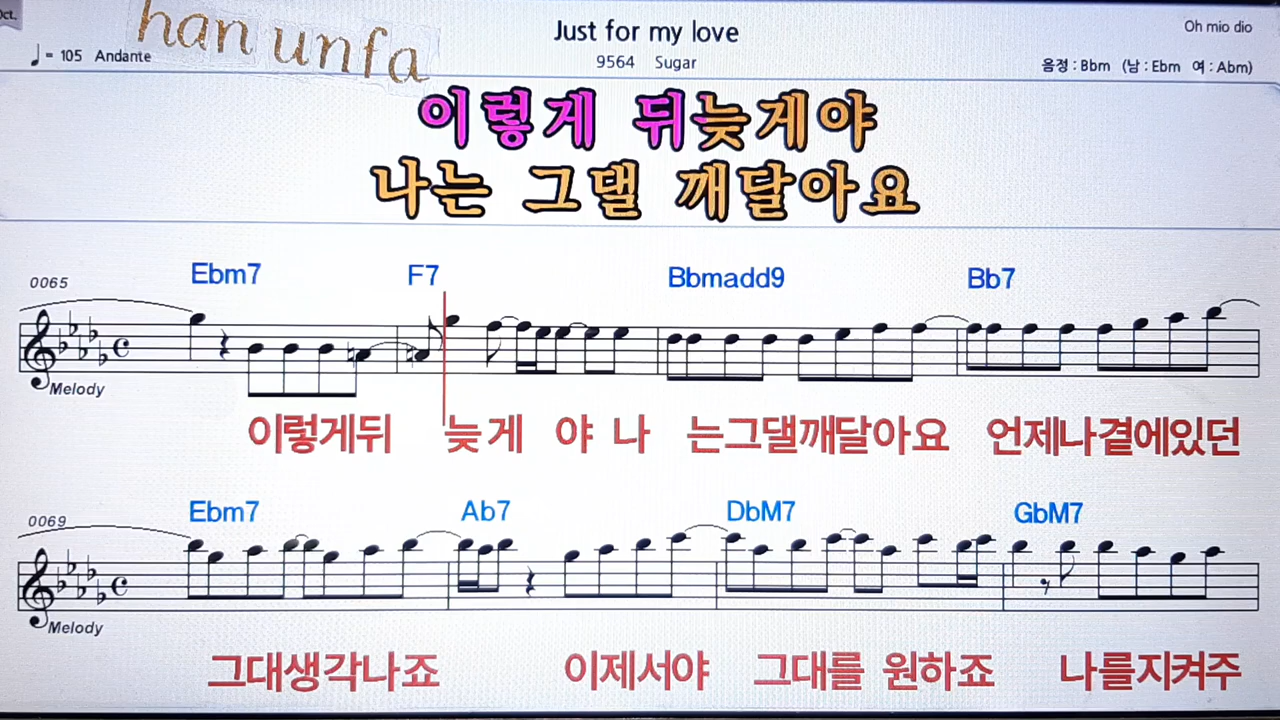 Oct.
han unfa
♩= 105 Andante
Just for my love
9564 Sugar
Oh mio dio
음정 : Bbm (남 : Ebm 여 : Abm)
이렇게 뒤늦게야
나는 그댈 깨달아요
0065 Ebm7 F7 Bbmadd9 Bb7
Melody
이렇게뒤 늦게 야 나 는그댈깨달아요 언제나곁에있던
0069 Ebm7 Ab7 DbM7 GbM7
Melody
그대생각나죠 이제서야 그대를 원하죠 나를지켜주